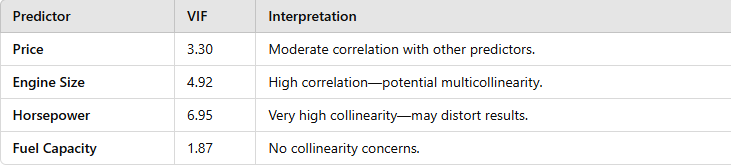 Predictor VIF Interpretation
Price 3.30 Moderate correlation with other predictors.
Engine Size 4.92 High correlation—potential multicollinearity.
Horsepower 6.95 Very high collinearity—may distort results.
Fuel Capacity 1.87 No collinearity concerns.